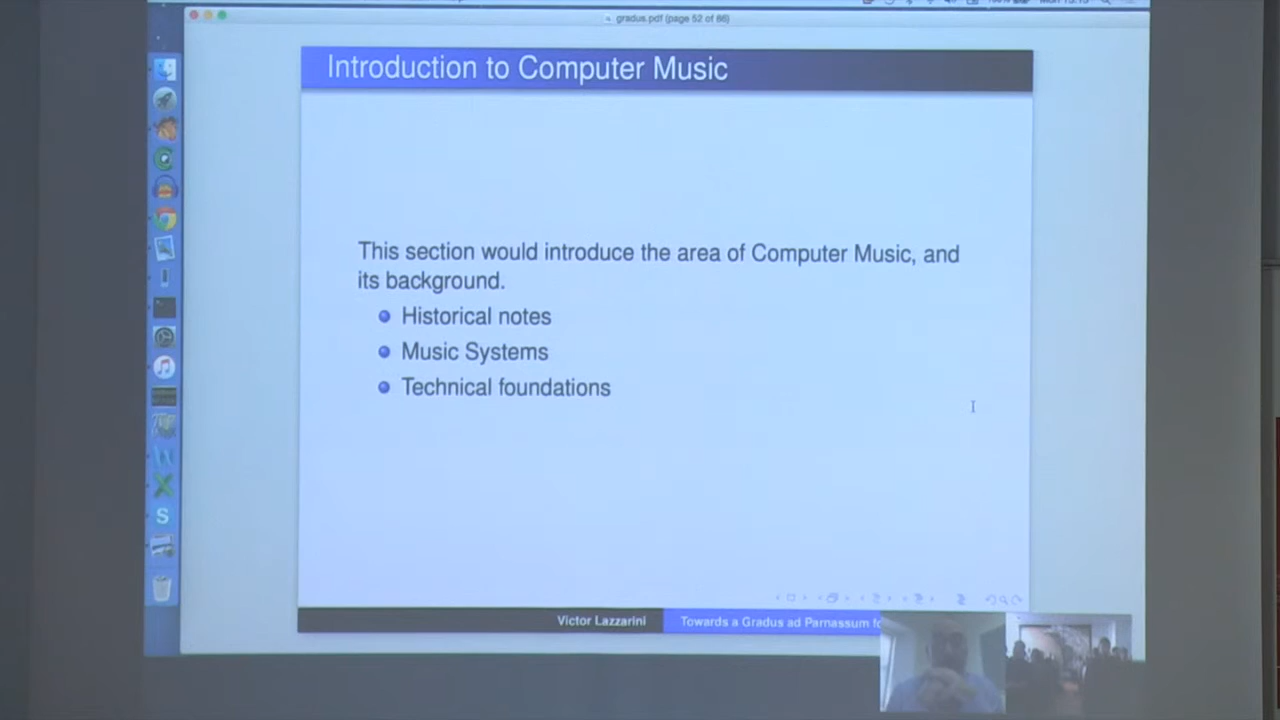 gradus.pdf (page 52 of 86)
Introduction to Computer Music
This section would introduce the area of Computer Music, and
its background.
Historical notes
Music Systems
Technical foundations
Victor Lazzarini
Towards a Gradus ad Parnassum